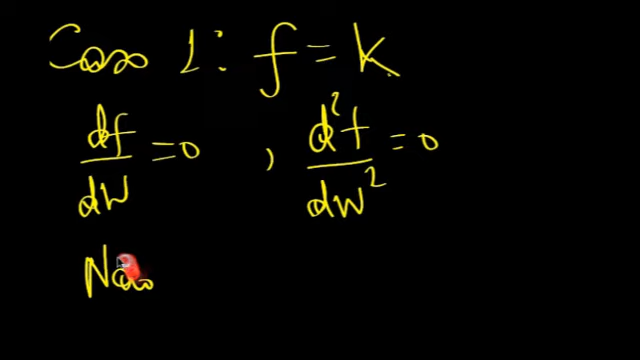 Caso 1: f = k
df/dW = 0 , d²f/dW² = 0